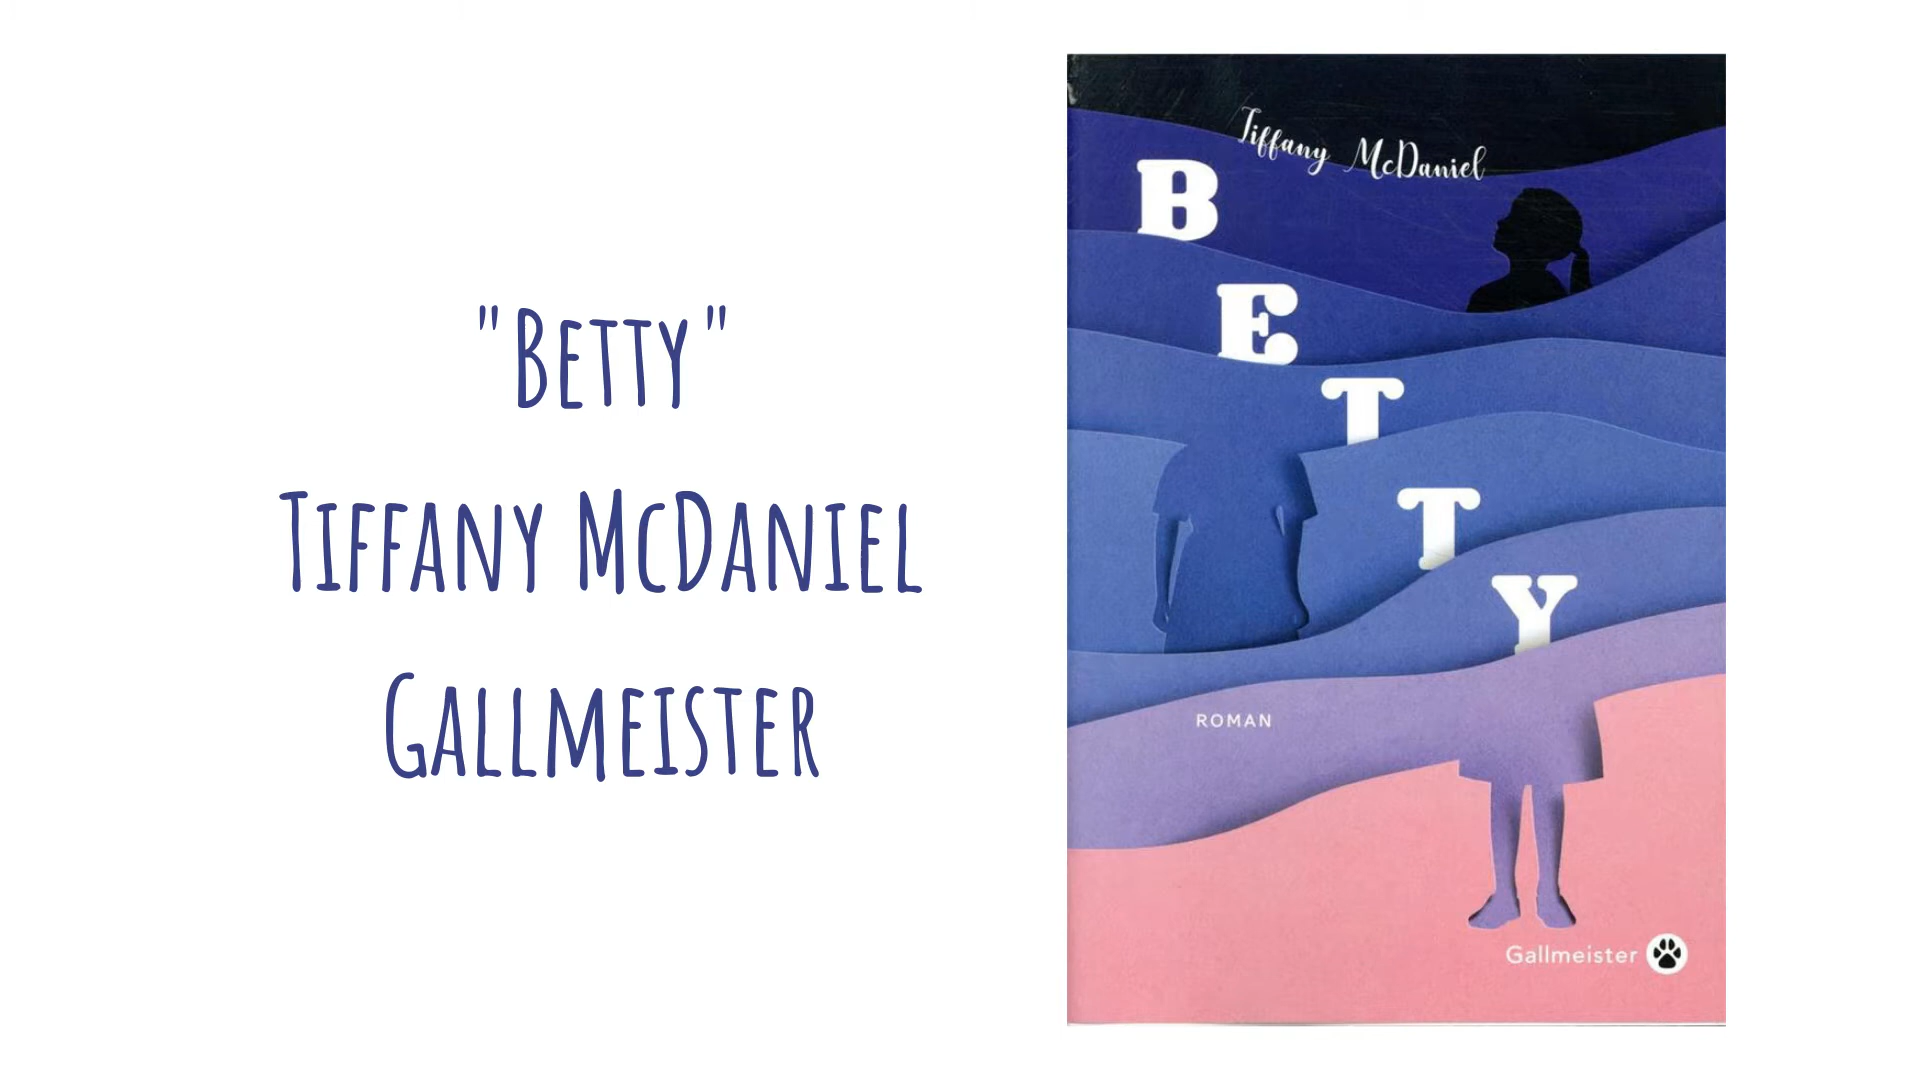 "Betty"
Tiffany McDaniel
Gallmeister
Tiffany McDaniel
BETTY
ROMAN
Gallmeister